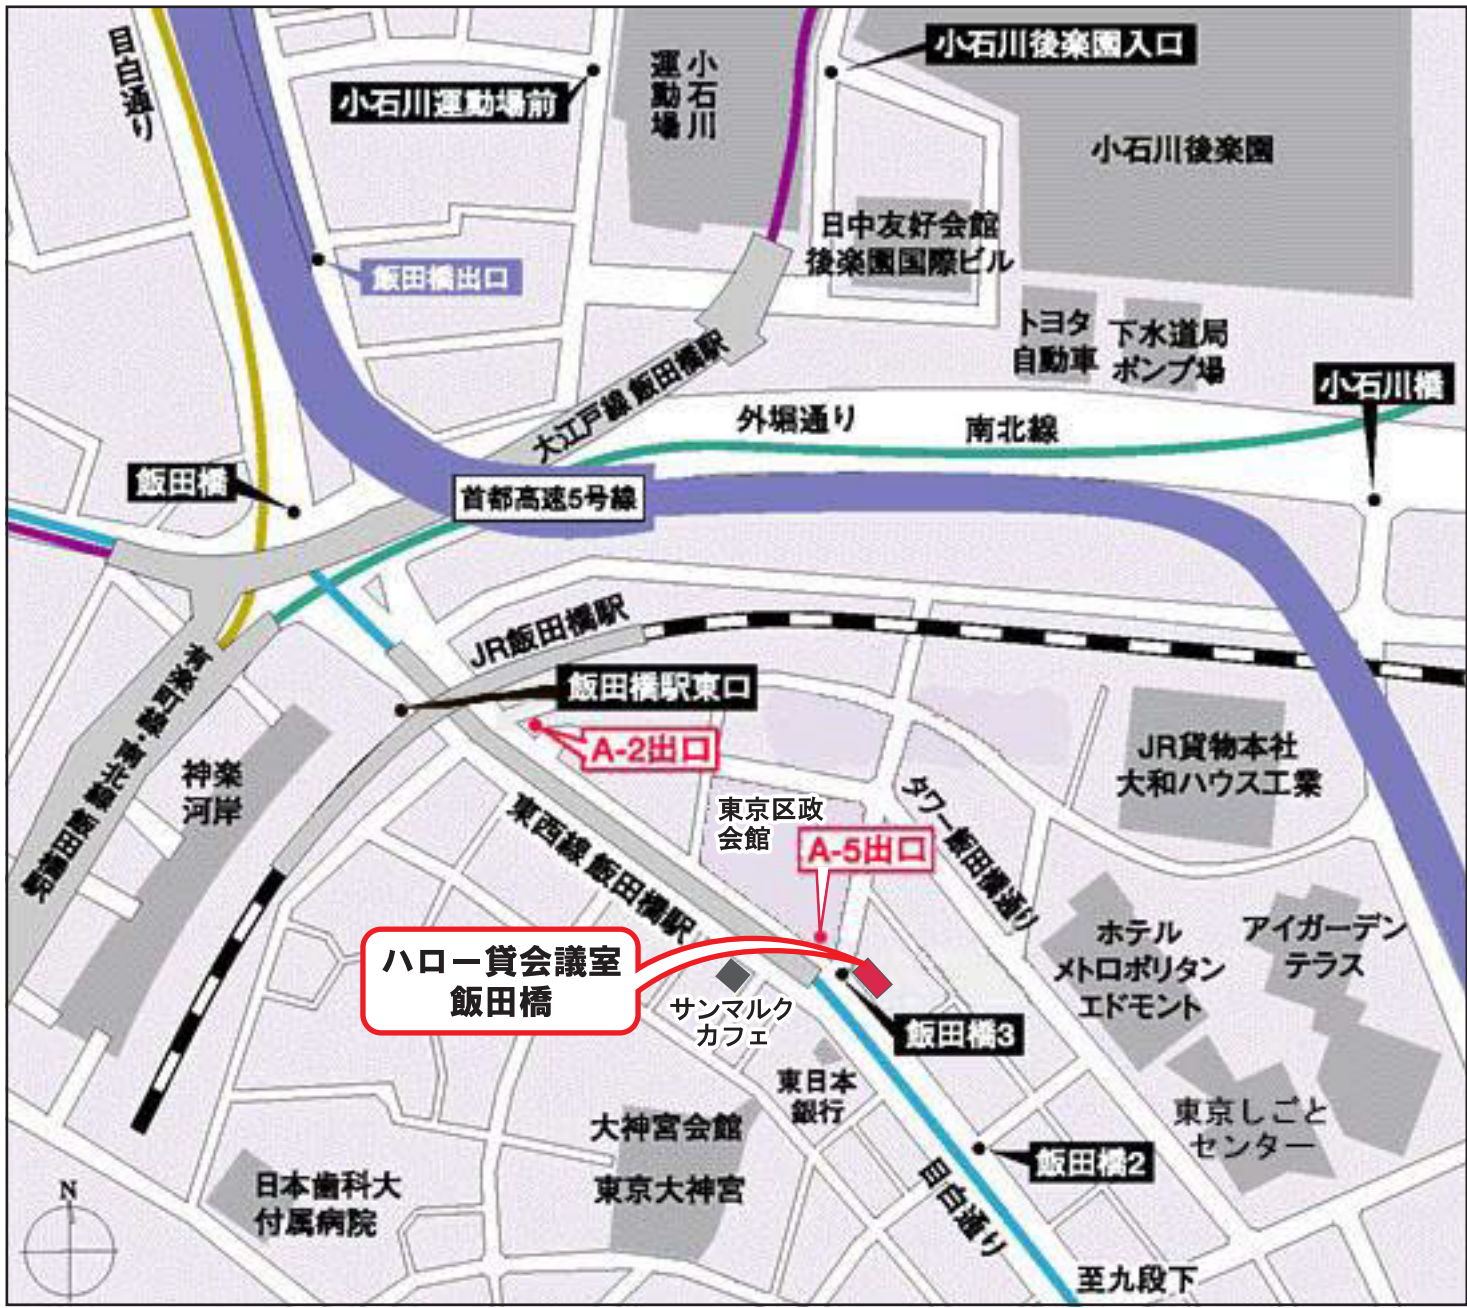 目白通り
小石川運動場前
小石川
運動場
小石川後楽園入口
小石川後楽園
日中友好会館
後楽園国際ビル
飯田橋出口
トヨタ
自動車
下水道局
ポンプ場
小石川橋
大江戸線 飯田橋駅
外堀通り
南北線
飯田橋
首都高速5号線
JR飯田橋駅
飯田橋駅東口
A-2出口
有楽町線・南北線 飯田橋駅
神楽
河岸
JR貨物本社
大和ハウス工業
東京区政
会館
A-5出口
タワー飯田橋通り
東西線 飯田橋駅
ハロー貸会議室
飯田橋
サンマルク
カフェ
飯田橋3
ホテル
メトロポリタン
エドモント
アイガーデン
テラス
東日本
銀行
東京しごと
センター
大神宮会館
東京大神宮
飯田橋2
目白通り
日本歯科大
付属病院
N
至九段下